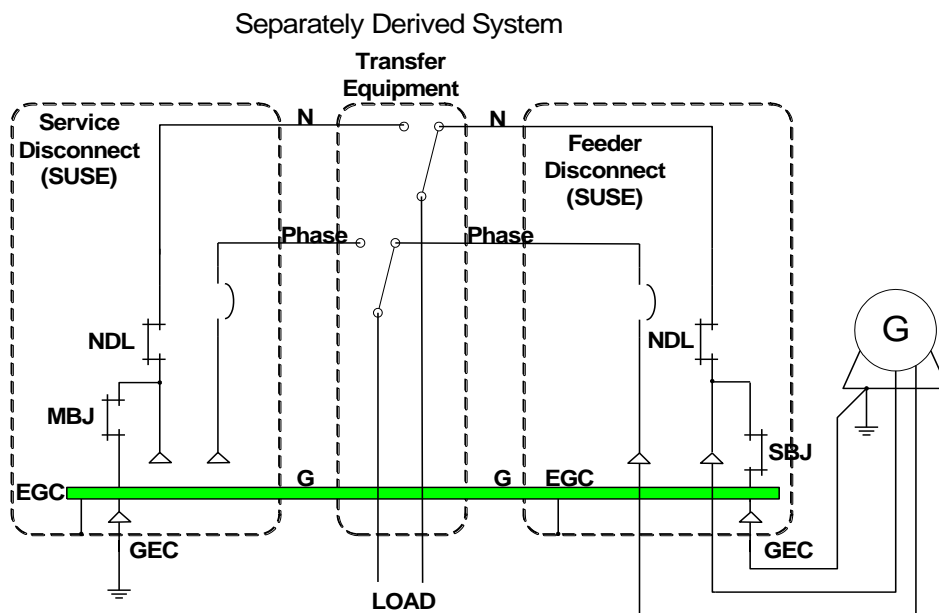 Separately Derived System
Transfer
Equipment
Service
Disconnect
(SUSE)
N
N
Feeder
Disconnect
(SUSE)
Phase
Phase
G
NDL
NDL
MBJ
SBJ
EGC
G
G
EGC
GEC
GEC
LOAD